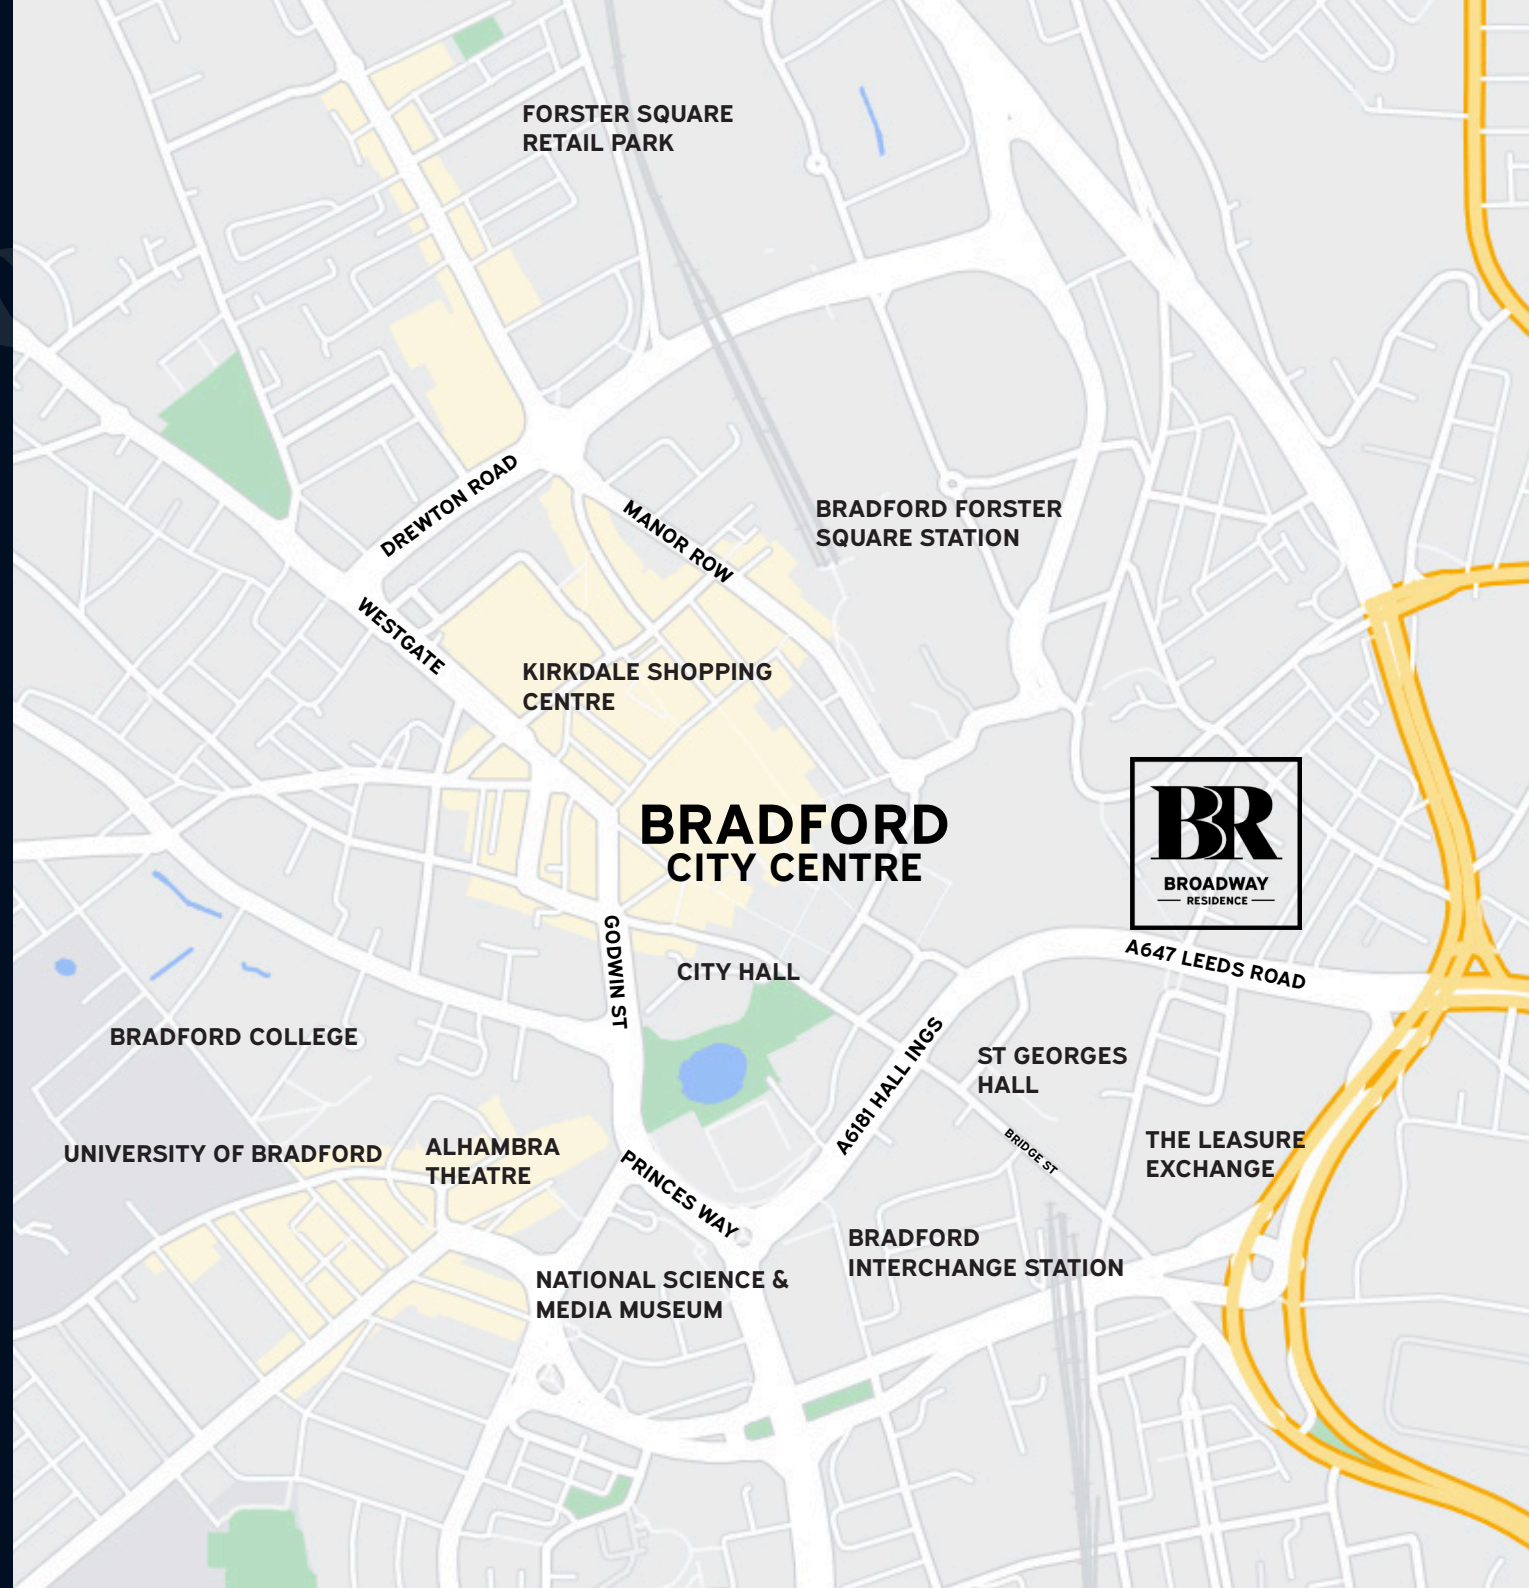 FORSTER SQUARE
RETAIL PARK
DREWTON ROAD
MANOR ROW
BRADFORD FORSTER
SQUARE STATION
WESTGATE
KIRKDALE SHOPPING
CENTRE
BRADFORD
CITY CENTRE
BR
BROADWAY
RESIDENCE
GODWIN ST
CITY HALL
A647 LEEDS ROAD
BRADFORD COLLEGE
A6181 HALL INGS
ST GEORGES
HALL
UNIVERSITY OF BRADFORD
ALHAMBRA
THEATRE
PRINCES WAY
BRIDGE ST
THE LEASURE
EXCHANGE
BRADFORD
INTERCHANGE STATION
NATIONAL SCIENCE &
MEDIA MUSEUM